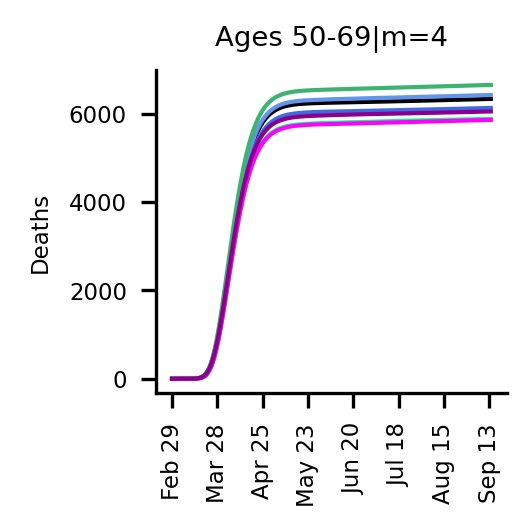 Ages 50-69|m=4
Deaths
6000
4000
2000
0
Feb 29
Mar 28
Apr 25
May 23
Jun 20
Jul 18
Aug 15
Sep 13